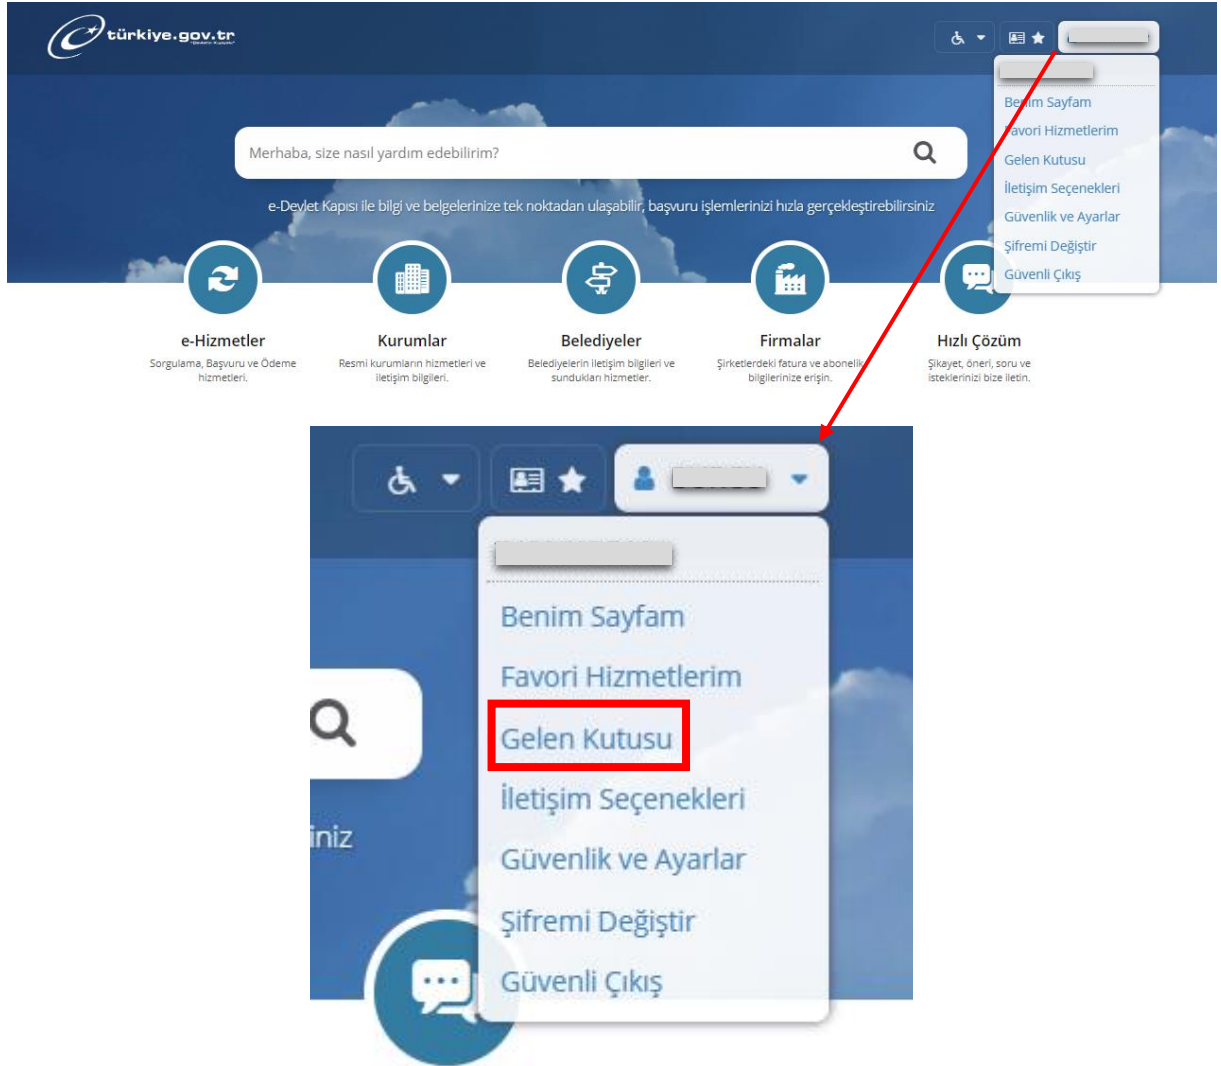 türkiye.gov.tr
Merhaba, size nasıl yardım edebilirim?
e-Devlet Kapısı ile bilgi ve belgelerinize tek noktadan ulaşabilir, başvuru işlemlerinizi hızla gerçekleştirebilirsiniz
Benim Sayfam
Favori Hizmetlerim
Gelen Kutusu
İletişim Seçenekleri
Güvenlik ve Ayarlar
Şifremi Değiştir
Güvenli Çıkış
e-Hizmetler
Sorgulama, Başvuru ve Ödeme
hizmetleri.
Kurumlar
Resmi kurumların hizmetleri ve
iletişim bilgileri.
Belediyeler
Belediyelerin iletişim bilgileri ve
sundukları hizmetler.
Firmalar
Şirketlerdeki fatura ve abonelik
bilgilerinize erişin.
Hızlı Çözüm
Şikayet, öneri, soru ve
isteklerinizi bize iletin.
Benim Sayfam
Favori Hizmetlerim
Gelen Kutusu
İletişim Seçenekleri
iniz
Güvenlik ve Ayarlar
Şifremi Değiştir
Güvenli Çıkış